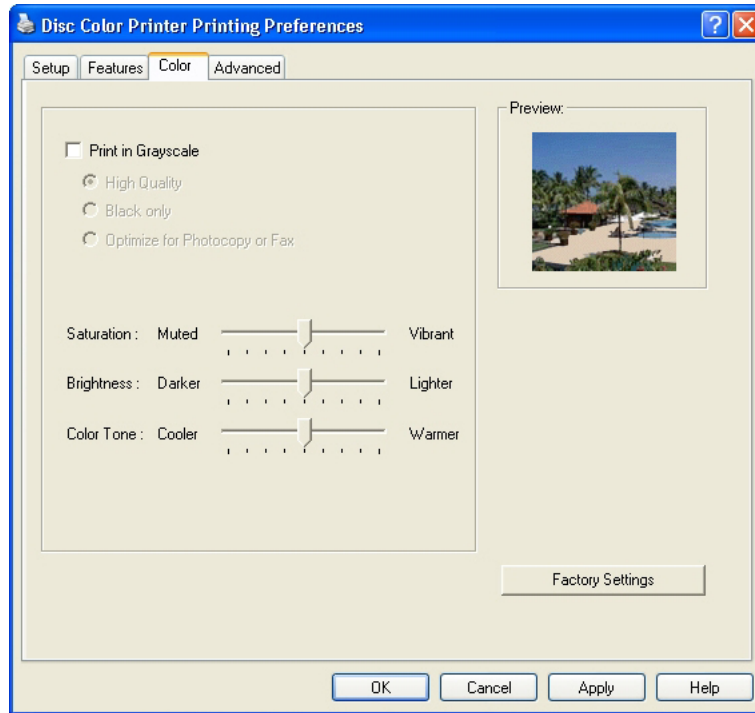 Disc Color Printer Printing Preferences
Setup Features Color Advanced
Print in Grayscale
High Quality
Black only
Optimize for Photocopy or Fax
Saturation : Muted Vibrant
Brightness : Darker Lighter
Color Tone : Cooler Warmer
Preview:
Factory Settings
OK Cancel Apply Help